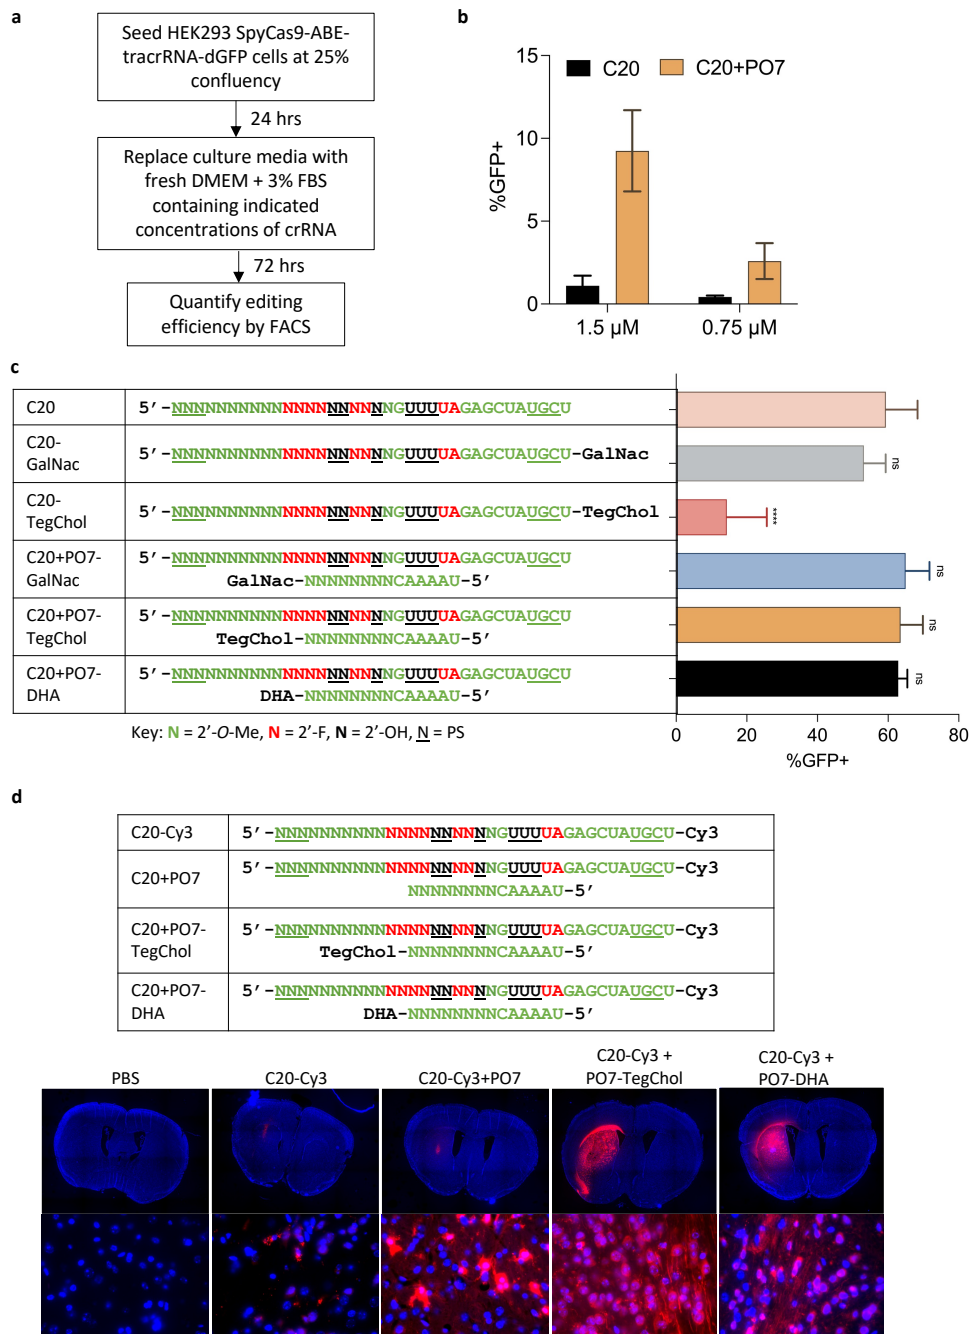 a
Seed HEK293 SpyCas9-ABE-
tracrRNA-dGFP cells at 25%
confluency
24 hrs
Replace culture media with
fresh DMEM + 3% FBS
containing indicated
concentrations of crRNA
72 hrs
Quantify editing
efficiency by FACS
b
15
10
5
0
%GFP+
C20
C20+PO7
1.5 µM
0.75 µM
c
C20
5’-NNNNNNNNNNNNNNNNNNNNGUUUUAGAGCUAUGCU
C20-
GalNac
5’-NNNNNNNNNNNNNNNNNNNNGUUUUAGAGCUAUGCU-GalNac
ns
C20-
TegChol
5’-NNNNNNNNNNNNNNNNNNNNGUUUUAGAGCUAUGCU-TegChol
****
C20+PO7-
GalNac
5’-NNNNNNNNNNNNNNNNNNNNGUUUUAGAGCUAUGCU
GalNac-NNNNNNNNCAAAAU-5’
ns
C20+PO7-
TegChol
5’-NNNNNNNNNNNNNNNNNNNNGUUUUAGAGCUAUGCU
TegChol-NNNNNNNNCAAAAU-5’
ns
C20+PO7-
DHA
5’-NNNNNNNNNNNNNNNNNNNNGUUUUAGAGCUAUGCU
DHA-NNNNNNNNCAAAAU-5’
ns
0 20 40 60 80
%GFP+
Key: N = 2’-O-Me, N = 2’-F, N = 2’-OH, N = PS
d
C20-Cy3
5’-NNNNNNNNNNNNNNNNNNNNGUUUUAGAGCUAUGCU-Cy3
C20+PO7
5’-NNNNNNNNNNNNNNNNNNNNGUUUUAGAGCUAUGCU-Cy3
NNNNNNNNCAAAAU-5’
C20+PO7-
TegChol
5’-NNNNNNNNNNNNNNNNNNNNGUUUUAGAGCUAUGCU-Cy3
TegChol-NNNNNNNNCAAAAU-5’
C20+PO7-
DHA
5’-NNNNNNNNNNNNNNNNNNNNGUUUUAGAGCUAUGCU-Cy3
DHA-NNNNNNNNCAAAAU-5’
PBS
C20-Cy3
C20-Cy3+PO7
C20-Cy3 +
PO7-TegChol
C20-Cy3 +
PO7-DHA